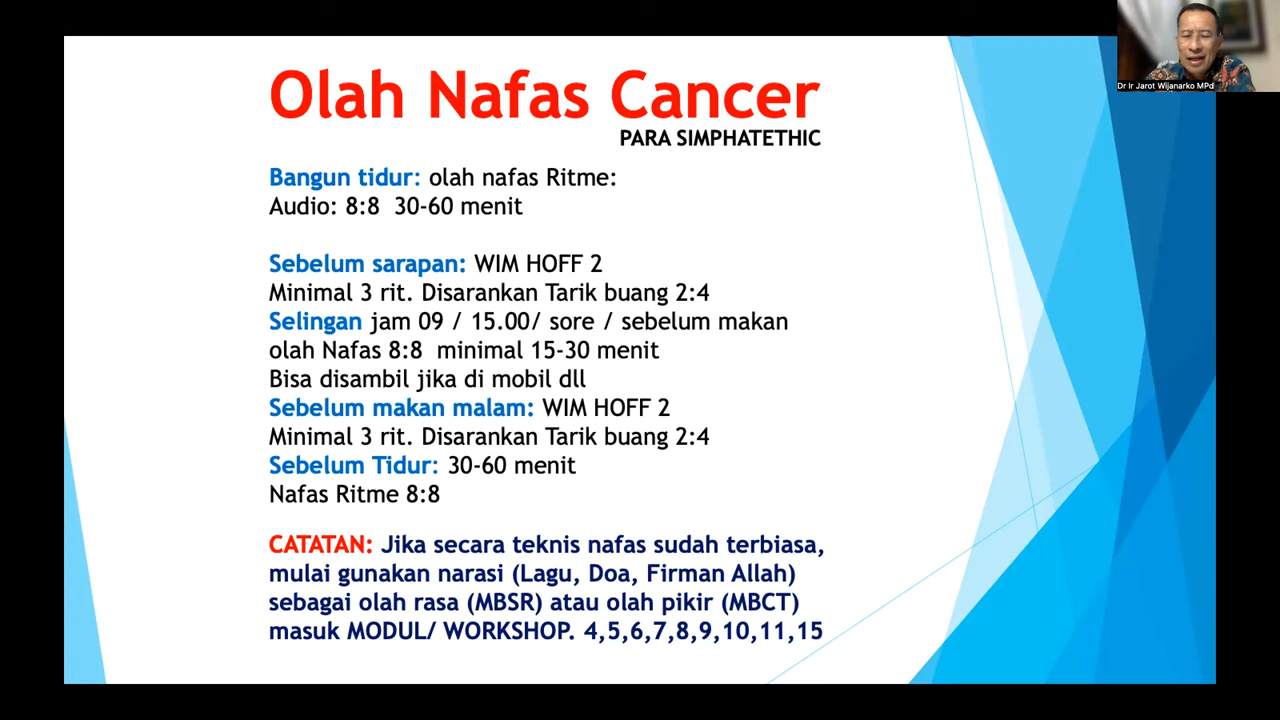 Olah Nafas Cancer
PARA SIMPHATETHIC
Bangun tidur: olah nafas Ritme:
Audio: 8:8 30-60 menit
Sebelum sarapan: WIM HOFF 2
Minimal 3 rit. Disarankan Tarik buang 2:4
Selingan jam 09 / 15.00/ sore / sebelum makan
olah Nafas 8:8 minimal 15-30 menit
Bisa disambil jika di mobil dll
Sebelum makan malam: WIM HOFF 2
Minimal 3 rit. Disarankan Tarik buang 2:4
Sebelum Tidur: 30-60 menit
Nafas Ritme 8:8
CATATAN: Jika secara teknis nafas sudah terbiasa,
mulai gunakan narasi (Lagu, Doa, Firman Allah)
sebagai olah rasa (MBSR) atau olah pikir (MBCT)
masuk MODUL/ WORKSHOP. 4,5,6,7,8,9,10,11,15
Dr Ir Jarot Wijanarko MPd